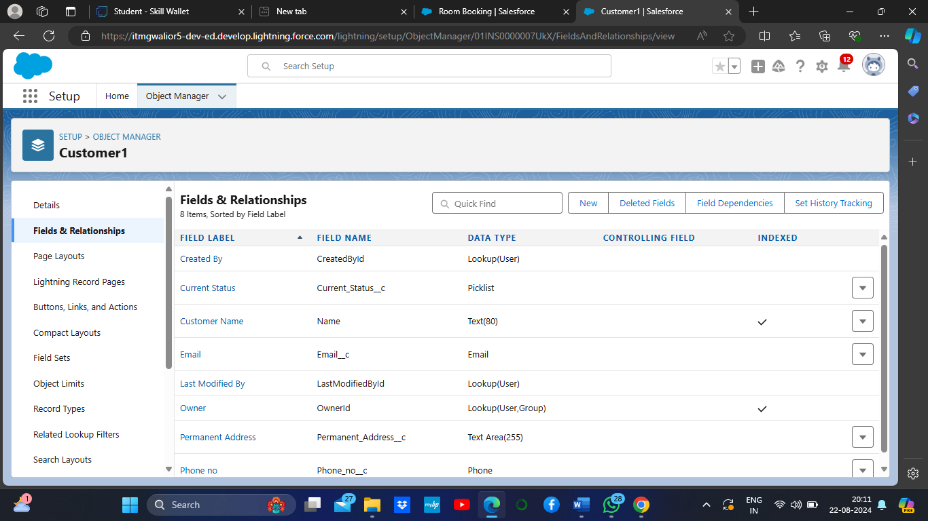 Student - Skill Wallet
New tab
Room Booking | Salesforce
Customer1 | Salesforce
https://itmgwalior5-dev-ed.develop.lightning.force.com/lightning/setup/ObjectManager/01INS0000007UkX/FieldsAndRelationships/view
Search Setup
12
Setup
Home
Object Manager
SETUP > OBJECT MANAGER
Customer1
Details
Fields & Relationships
Page Layouts
Lightning Record Pages
Buttons, Links, and Actions
Compact Layouts
Field Sets
Object Limits
Record Types
Related Lookup Filters
Search Layouts
Fields & Relationships
8 Items, Sorted by Field Label
Quick Find
New
Deleted Fields
Field Dependencies
Set History Tracking
FIELD LABEL FIELD NAME DATA TYPE CONTROLLING FIELD INDEXED
Created By CreatedById Lookup(User)
Current Status Current_Status__c Picklist
Customer Name Name Text(80)
Email Email__c Email
Last Modified By LastModifiedById Lookup(User)
Owner OwnerId Lookup(User,Group)
Permanent Address Permanent_Address__c Text Area(255)
Phone no Phone_no__c Phone
1
Search
27
28
ENG
IN
20:11
22-08-2024